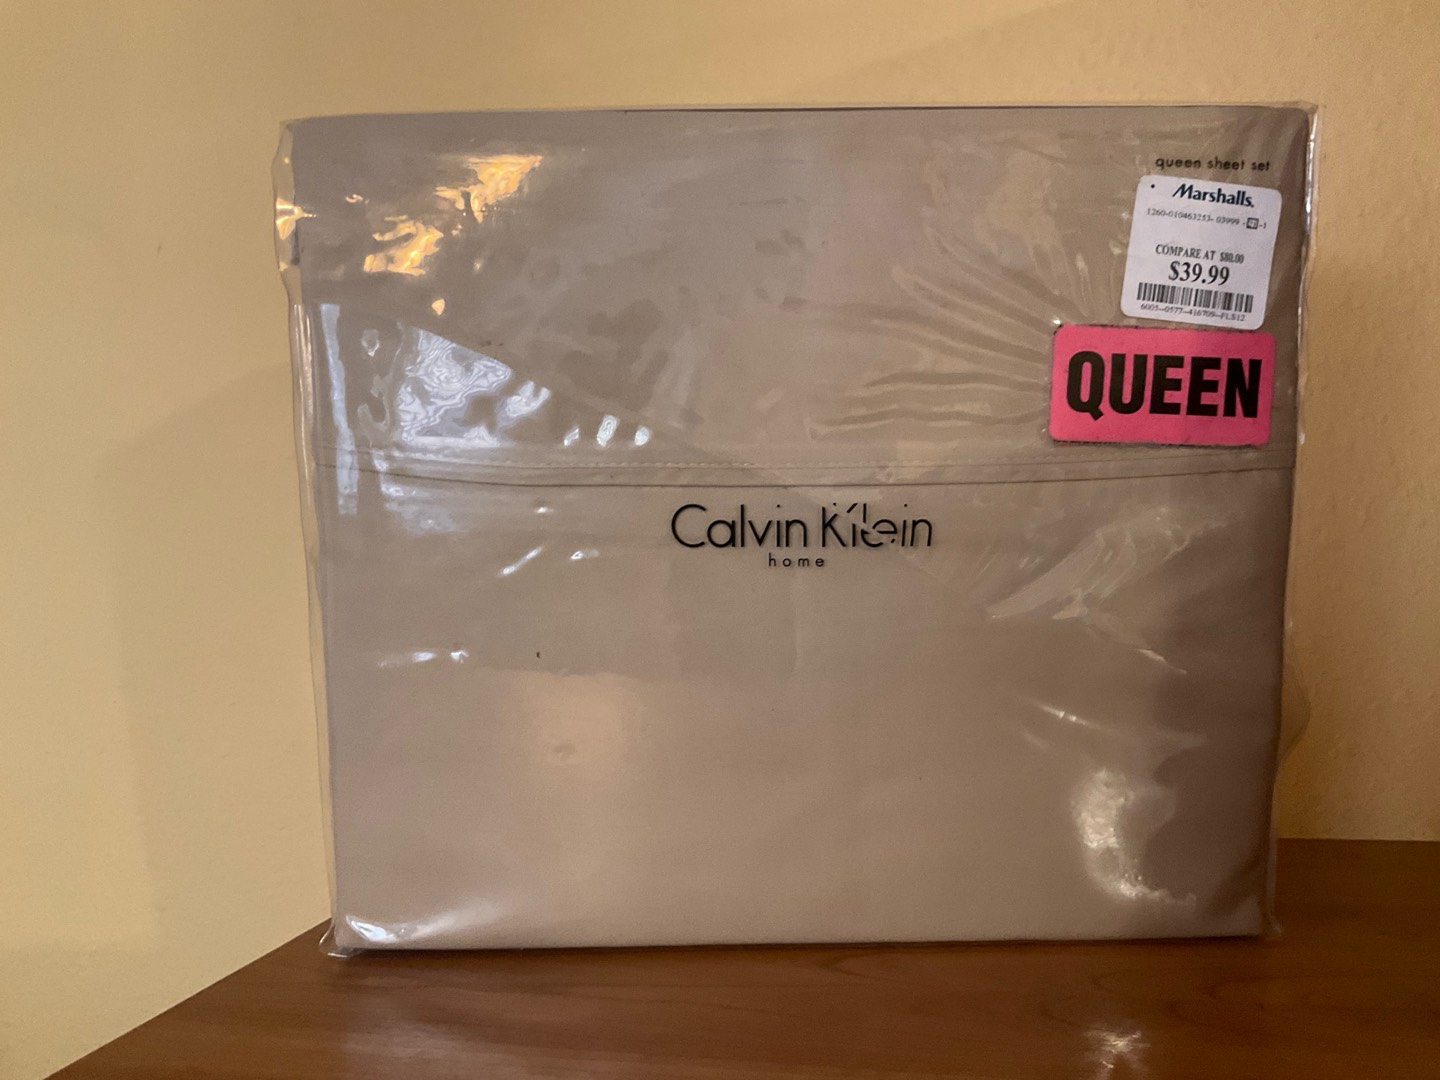 queen sheet set
Marshalls.
COMPARE AT $80.00
$39.99
QUEEN
Calvin Klein
home